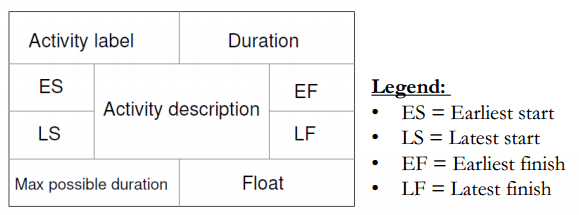 Activity label Duration
ES EF
Activity description
LS LF
Max possible duration Float
Legend:
• ES = Earliest start
• LS = Latest start
• EF = Earliest finish
• LF = Latest finish